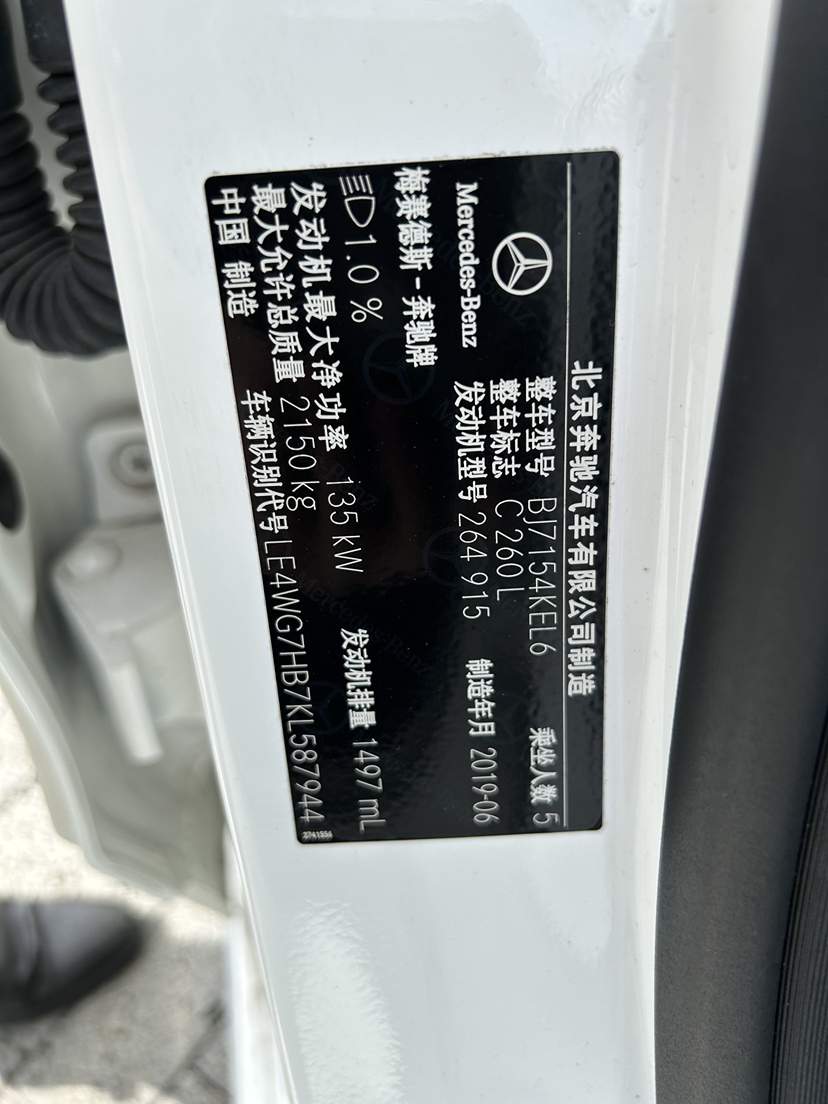 北京奔驰汽车有限公司制造
Mercedes-Benz
整车型号 BJ7154KEL6 乘坐人数 5
整车标志 C 260 L
发动机型号 264 915 制造年月 2019-06
梅赛德斯-奔驰牌
1.0 % 发动机排量 1497 mL
发动机最大净功率 135 kW
最大允许总质量 2150 kg
中国 制造 车辆识别代号 LE4WG7HB7KL587944
2741556